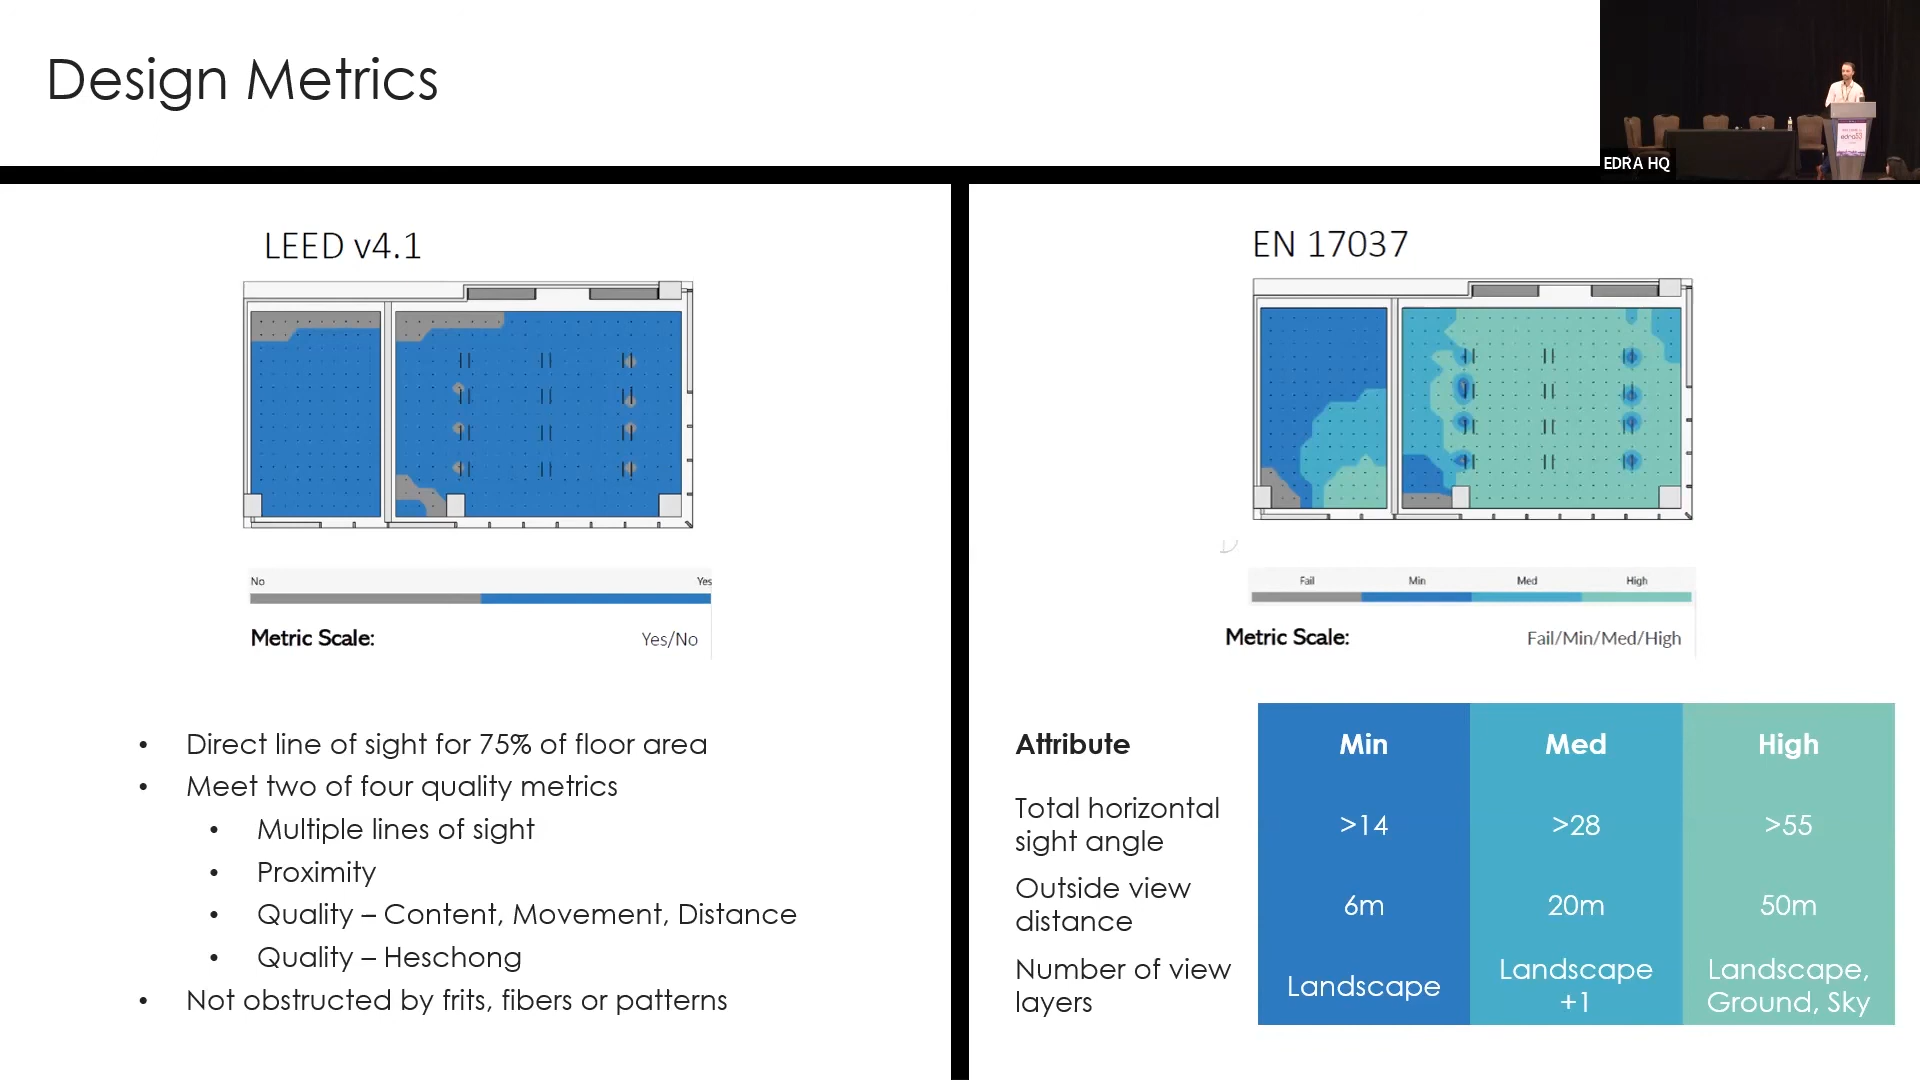 Design Metrics
EDRA HQ
LEED v4.1
No
Yes
Metric Scale:
Yes/No
• Direct line of sight for 75% of floor area
• Meet two of four quality metrics
• Multiple lines of sight
• Proximity
• Quality – Content, Movement, Distance
• Quality – Heschong
• Not obstructed by frits, fibers or patterns
EN 17037
Fail Min Med High
Metric Scale:
Fail/Min/Med/High
Attribute Min Med High
Total horizontal
sight angle
>14 >28 >55
Outside view
distance
6m 20m 50m
Number of view
layers
Landscape
Landscape
+1
Landscape,
Ground, Sky
edra